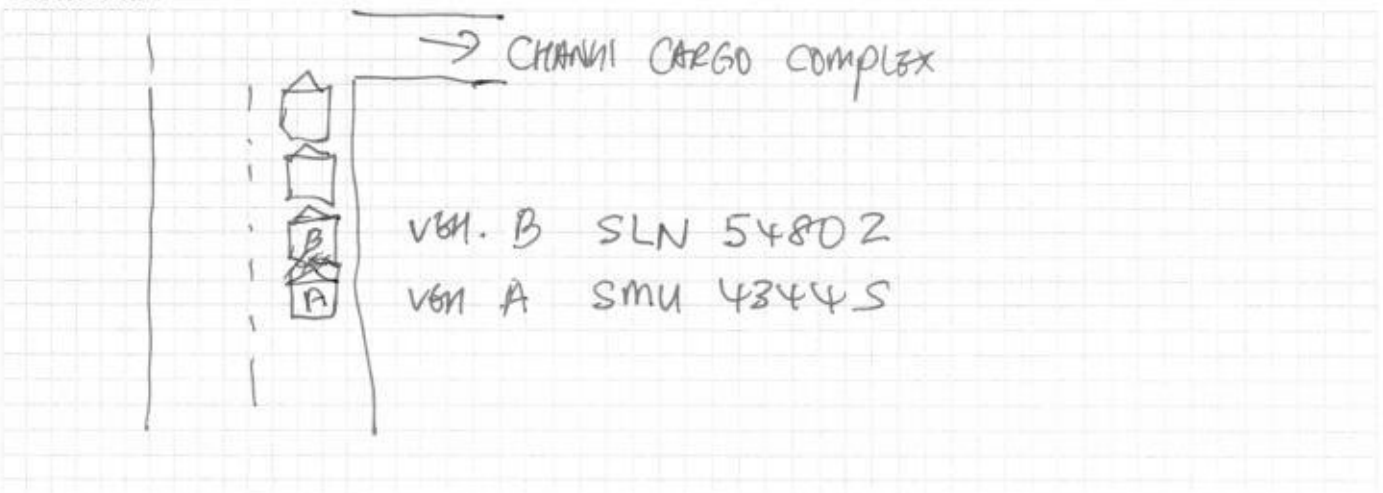 → CHANGI CARGO COMPLEX
B VEH. B SLN 5480Z
A VEH A SMU 4344S